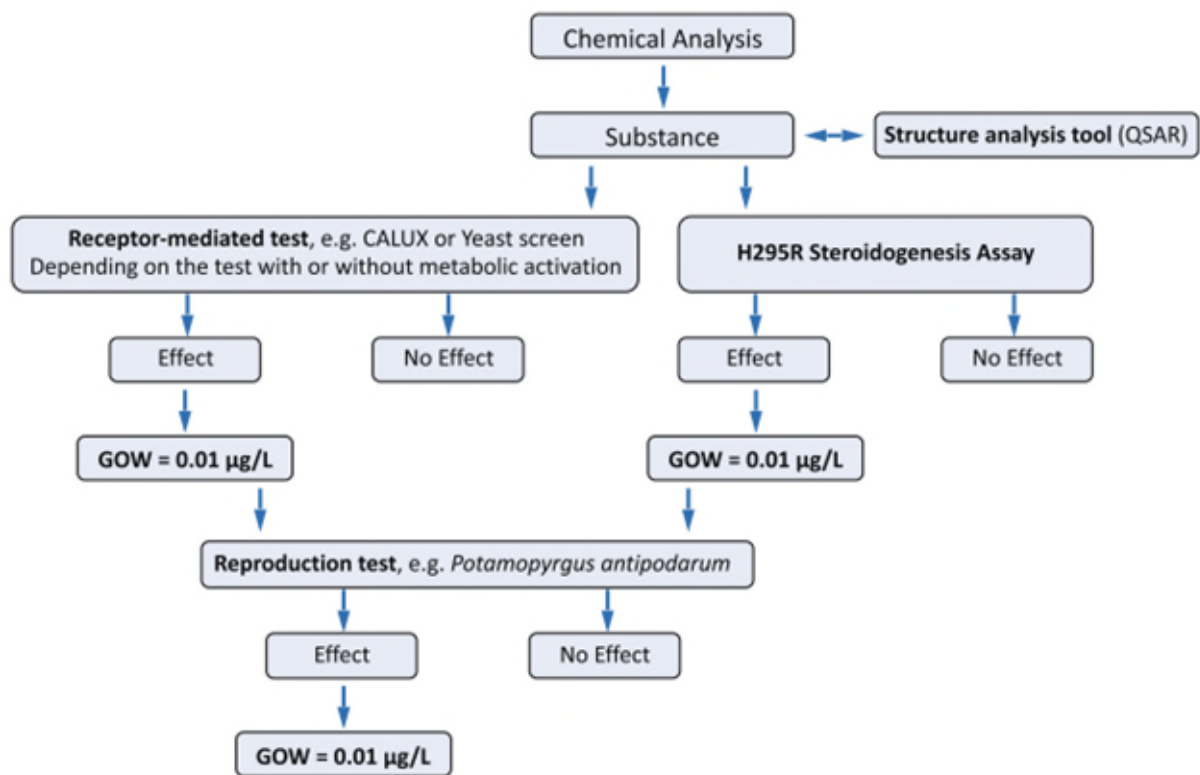 Chemical Analysis
Substance
Structure analysis tool (QSAR)
Receptor-mediated test, e.g. CALUX or Yeast screen
Depending on the test with or without metabolic activation
H295R Steroidogenesis Assay
Effect
No Effect
Effect
No Effect
GOW = 0.01 µg/L
GOW = 0.01 µg/L
Reproduction test, e.g. Potamopyrgus antipodarum
Effect
No Effect
GOW = 0.01 µg/L